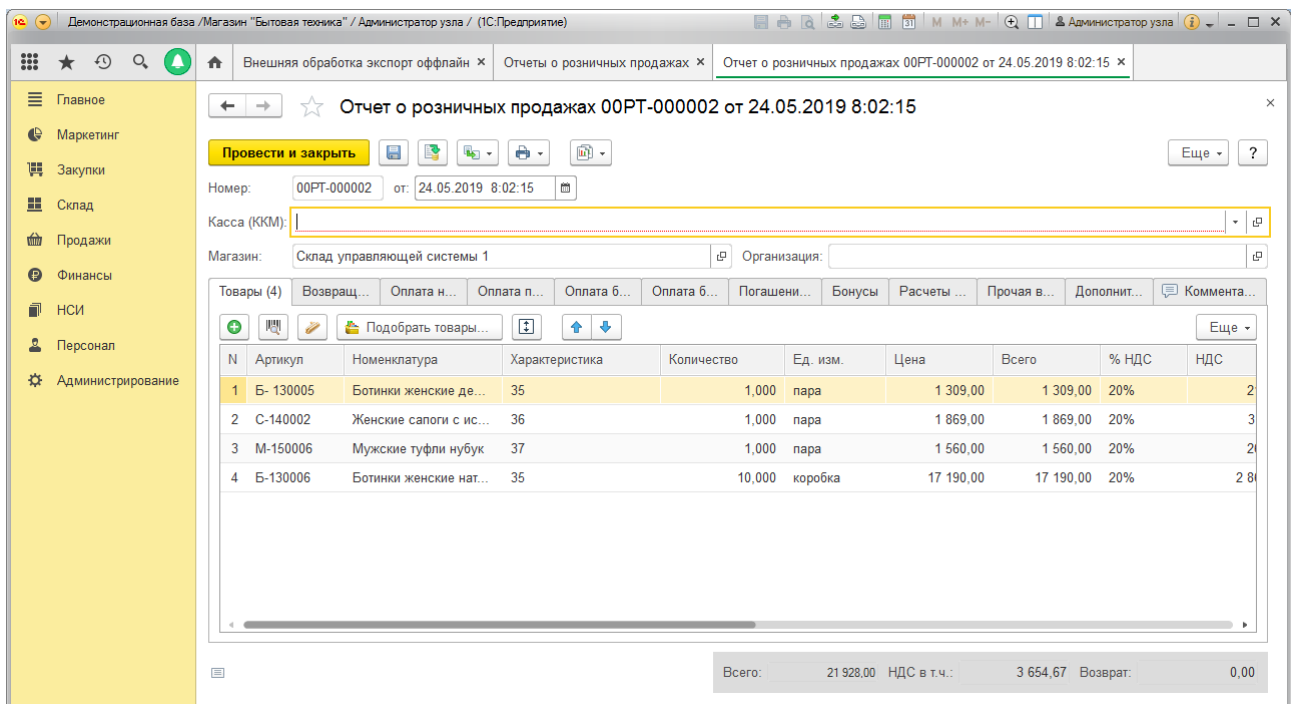 Демонстрационная база /Магазин "Бытовая техника" / Администратор узла / (1С:Предприятие) M M+ M- Администратор узла
Внешняя обработка экспорт оффлайн × Отчеты о розничных продажах × Отчет о розничных продажах 00РТ-000002 от 24.05.2019 8:02:15 ×
Главное
Маркетинг
Закупки
Склад
Продажи
Финансы
НСИ
Персонал
Администрирование
Отчет о розничных продажах 00РТ-000002 от 24.05.2019 8:02:15
Провести и закрыть Еще ?
Номер: 00РТ-000002 от: 24.05.2019 8:02:15
Касса (ККМ):
Магазин: Склад управляющей системы 1 Организация:
Товары (4) Возвращ... Оплата н... Оплата п... Оплата б... Оплата б... Погашени... Бонусы Расчеты ... Прочая в... Дополнит... Коммента...
Подобрать товары... Еще
N Артикул Номенклатура Характеристика Количество Ед. изм. Цена Всего % НДС НДС
1 Б- 130005 Ботинки женские де... 35 1,000 пара 1 309,00 1 309,00 20% 2
2 С-140002 Женские сапоги с ис... 36 1,000 пара 1 869,00 1 869,00 20% 3
3 М-150006 Мужские туфли нубук 37 1,000 пара 1 560,00 1 560,00 20% 2
4 Б-130006 Ботинки женские нат... 35 10,000 коробка 17 190,00 17 190,00 20% 2 8
Всего: 21 928,00 НДС в т.ч.: 3 654,67 Возврат: 0,00